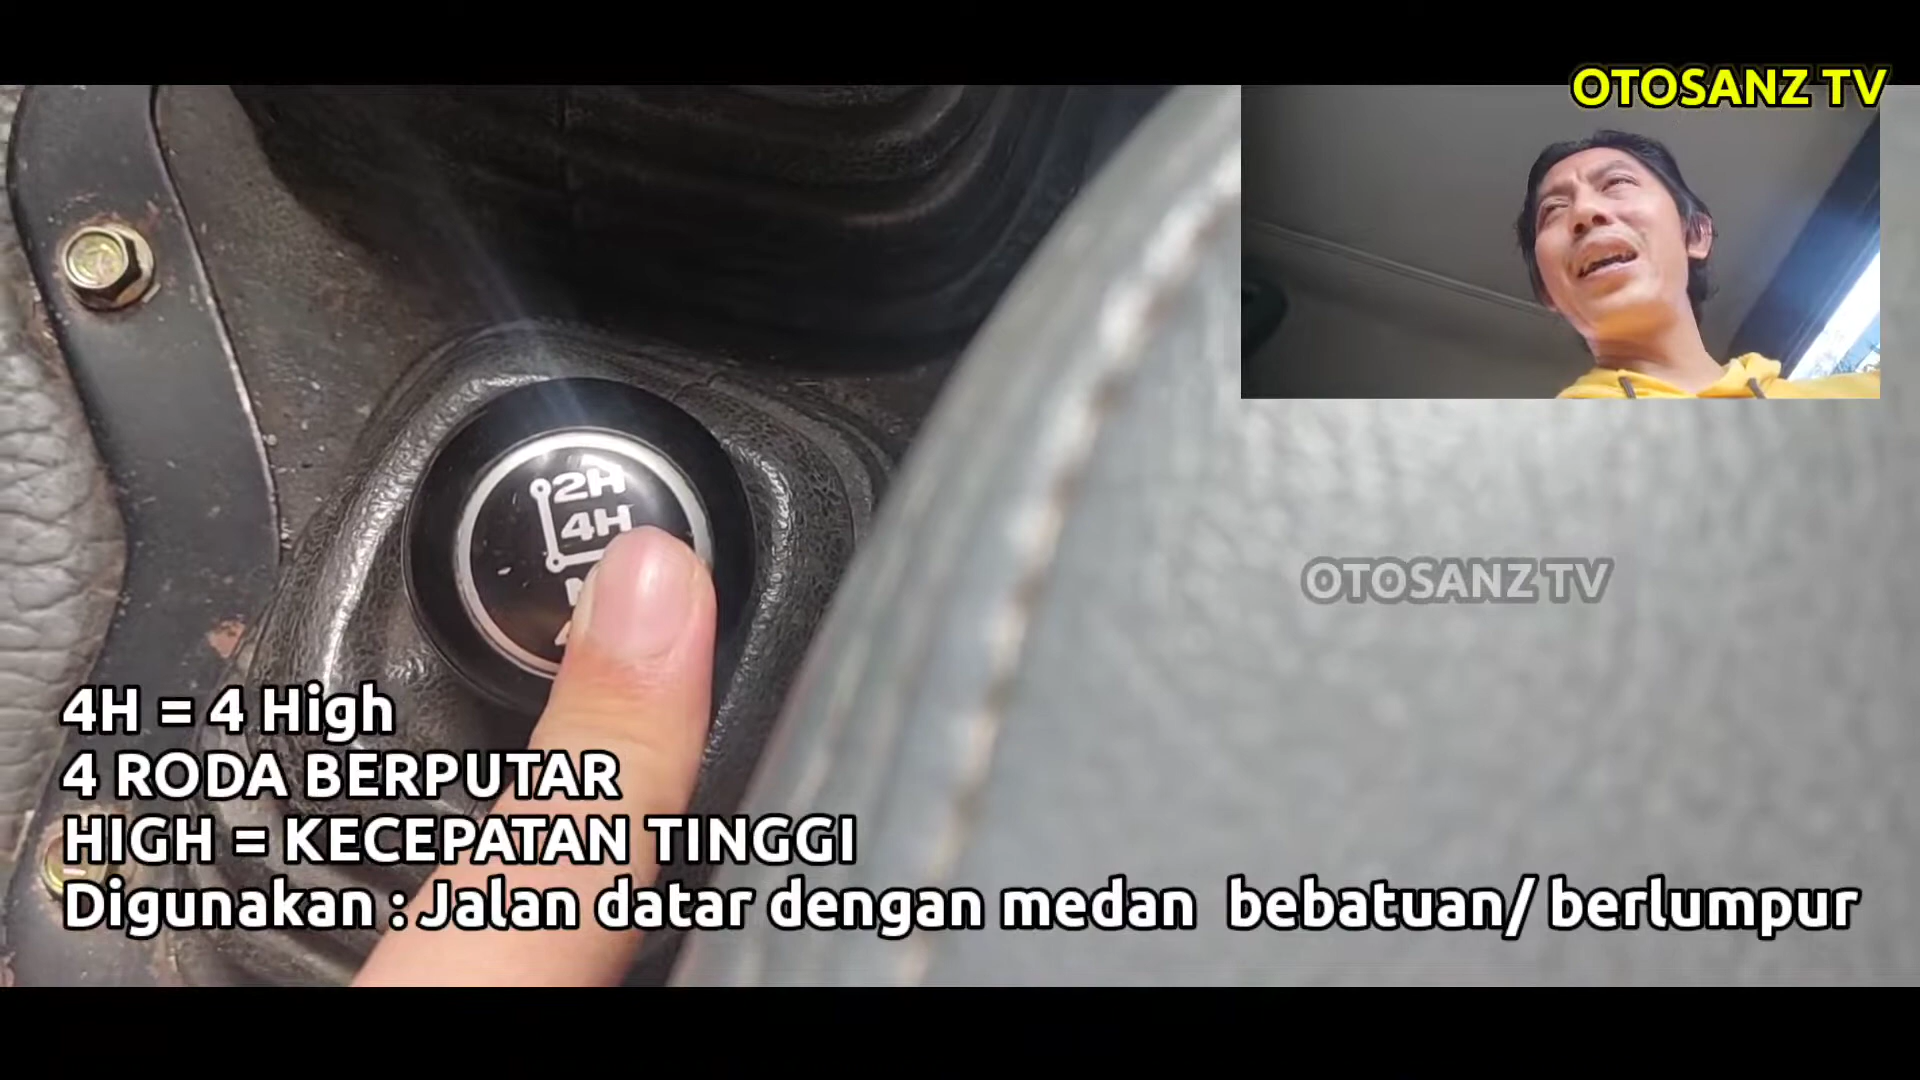 OTOSANZ TV
2H
4H
OTOSANZ TV
4H = 4 High
4 RODA BERPUTAR
HIGH = KECEPATAN TINGGI
Digunakan : Jalan datar dengan medan bebatuan/ berlumpur